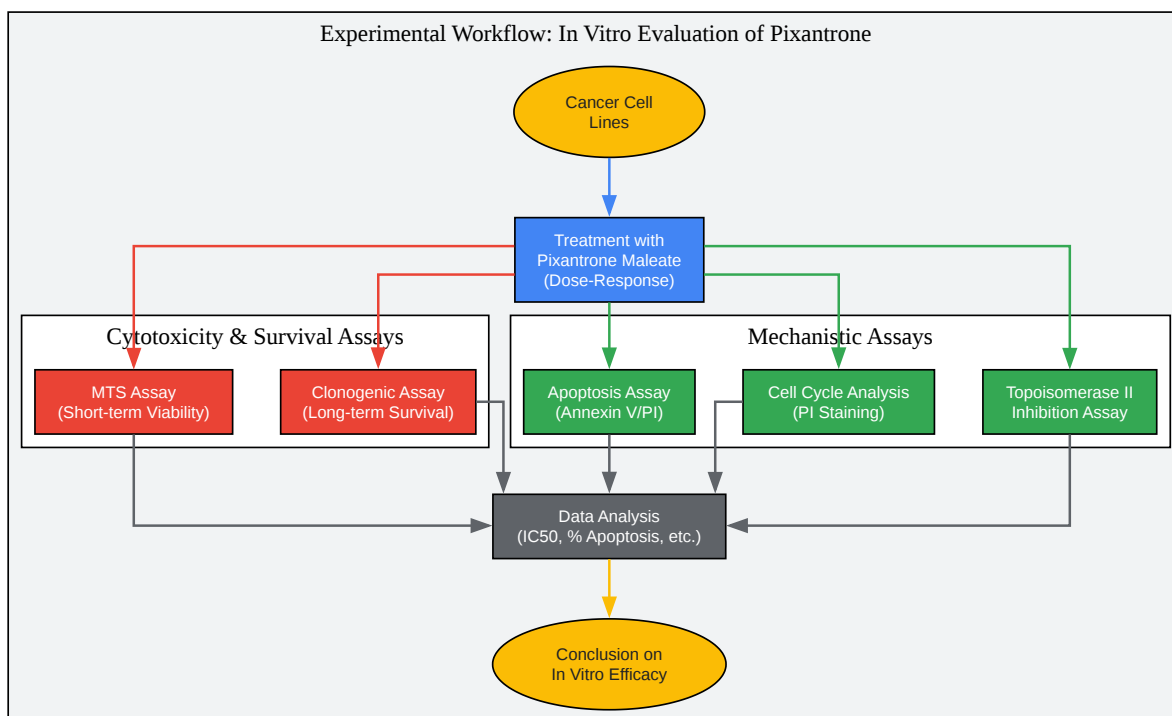 Experimental Workflow: In Vitro Evaluation of Pixantrone
Cancer Cell
Lines
Treatment with
Pixantrone Maleate
(Dose-Response)
Cytotoxicity & Survival Assays
Mechanistic Assays
MTS Assay
(Short-term Viability)
Clonogenic Assay
(Long-term Survival)
Apoptosis Assay
(Annexin V/PI)
Cell Cycle Analysis
(PI Staining)
Topoisomerase II
Inhibition Assay
Data Analysis
(IC50, % Apoptosis, etc.)
Conclusion on
In Vitro Efficacy